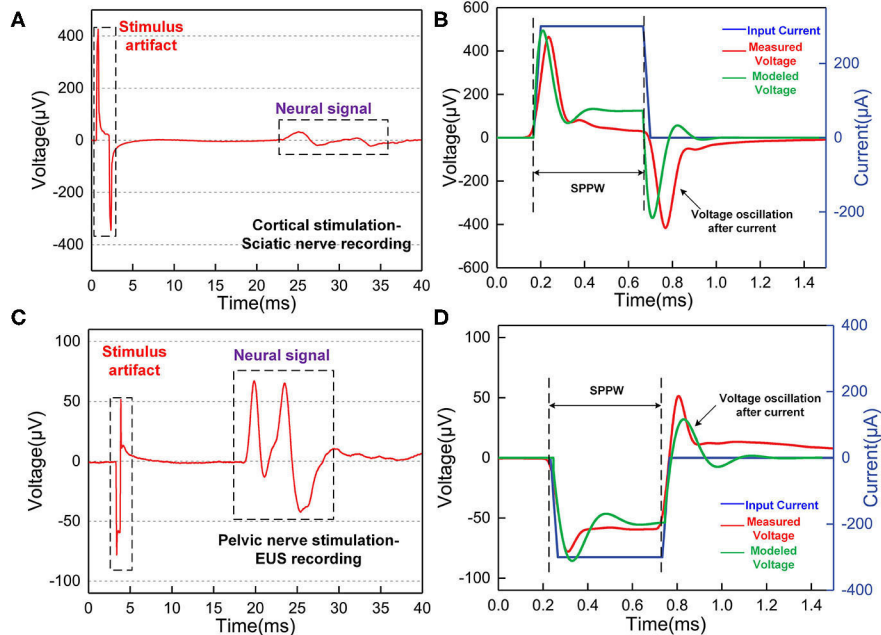 A
Stimulus
artifact
Neural signal
Cortical stimulation-
Sciatic nerve recording
Voltage(μV)
400
200
0
-200
-400
0 5 10 15 20 25 30 35 40
Time(ms)
B
Input Current
Measured
Voltage
Modeled
Voltage
SPPW
Voltage oscillation
after current
Voltage(μV)
600
400
200
0
-200
-400
-600
0.0 0.2 0.4 0.6 0.8 1.0 1.2 1.4
Time(ms)
Current(μA)
200
0
-200
C
Stimulus
artifact
Neural signal
Pelvic nerve stimulation-
EUS recording
Voltage(μV)
100
50
0
-50
-100
0 5 10 15 20 25 30 35 40
Time(ms)
D
SPPW
Voltage oscillation
after current
Input Current
Measured
Voltage
Modeled
Voltage
Voltage(μV)
100
50
0
-50
-100
0.0 0.2 0.4 0.6 0.8 1.0 1.2 1.4
Time(ms)
Current(μA)
400
300
200
100
0
-100
-200
-300
-400